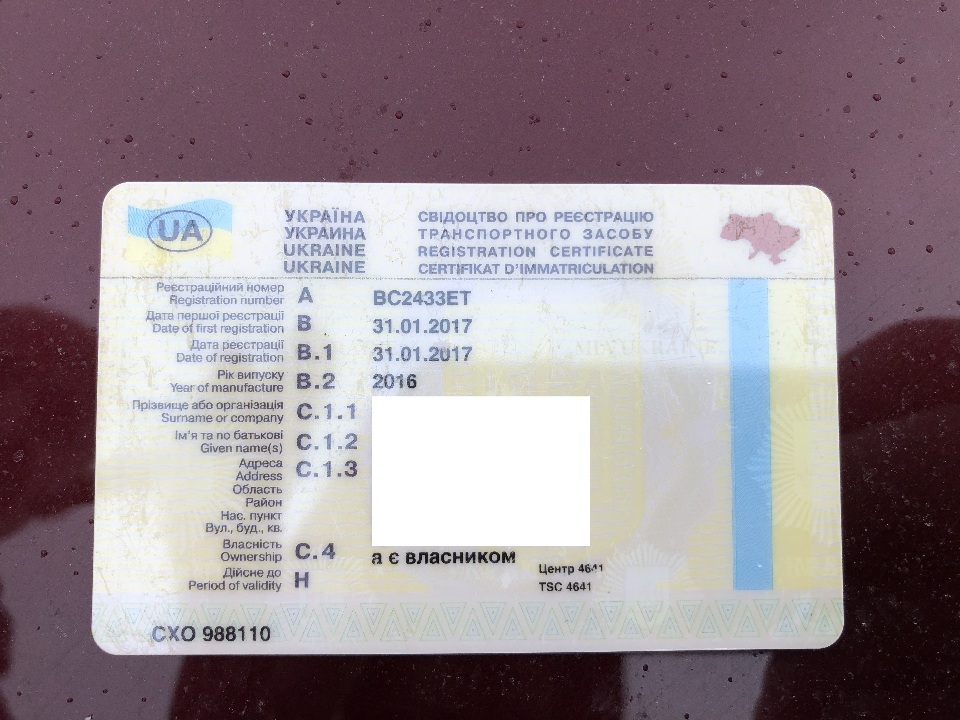 UA
УКРАЇНА СВІДОЦТВО ПРО РЕЄСТРАЦІЮ
УКРАИНА ТРАНСПОРТНОГО ЗАСОБУ
UKRAINE REGISTRATION CERTIFICATE
UKRAINE CERTIFIKAT D'IMMATRICULATION
Реєстраційний номер
Registration number A BC2433ET
Дата першої реєстрації
Date of first registration B 31.01.2017
Дата реєстрації
Date of registration B.1 31.01.2017
Рік випуску
Year of manufacture B.2 2016
Прізвище або організація
Surname or company C.1.1
Ім'я та по батькові
Given name(s) C.1.2
Адреса
Address C.1.3
Область
Район
Нас. пункт
Вул., буд., кв.
Власність
Ownership C.4 а є власником
Дійсне до
Period of validity H
Центр 4641
TSC 4641
СХО 988110